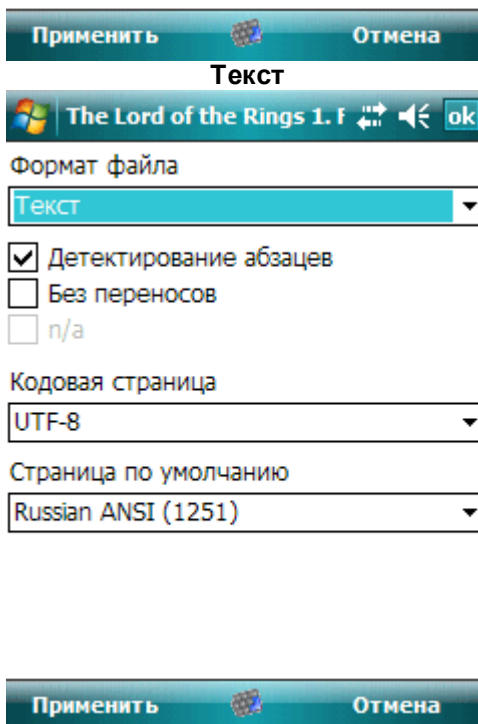 Применить Отмена
Текст
The Lord of the Rings 1. F ok
Формат файла
Текст
Детектирование абзацев
Без переносов
n/a
Кодовая страница
UTF-8
Страница по умолчанию
Russian ANSI (1251)
Применить Отмена